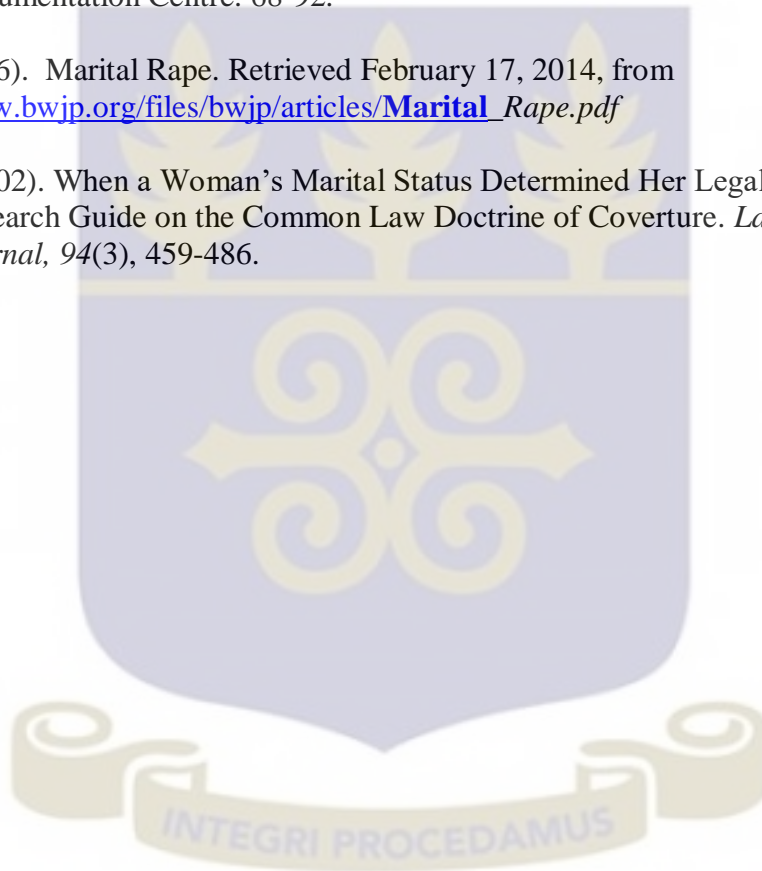 umentation Centre. 68-92.
6). Marital Rape. Retrieved February 17, 2014, from
w.bwjp.org/files/bwjp/articles/Marital_Rape.pdf
02). When a Woman’s Marital Status Determined Her Legal
earch Guide on the Common Law Doctrine of Coverture. La
rnal, 94(3), 459-486.
INTEGRI PROCEDAMUS